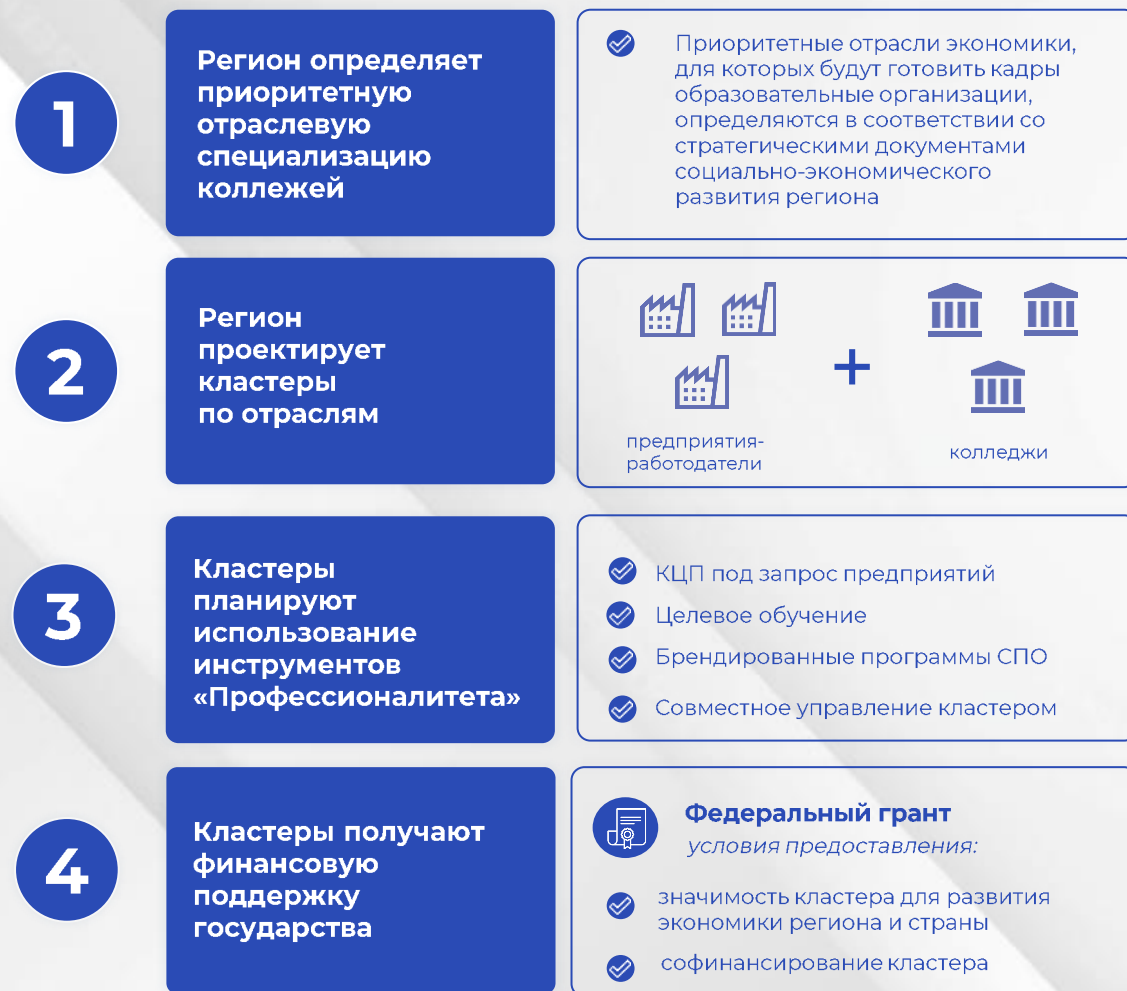 1
Регион определяет
приоритетную
отраслевую
специализацию
коллежей
Приоритетные отрасли экономики,
для которых будут готовить кадры
образовательные организации,
определяются в соответствии со
стратегическими документами
социально-экономического
развития региона
2
Регион
проектирует
кластеры
по отраслям
+
предприятия-
работодатели
колледжи
3
Кластеры
планируют
использование
инструментов
«Профессионалитета»
КЦП под запрос предприятий
Целевое обучение
Брендированные программы СПО
Совместное управление кластером
4
Кластеры получают
финансовую
поддержку
государства
Федеральный грант
условия предоставления:
значимость кластера для развития
экономики региона и страны
софинансирование кластера